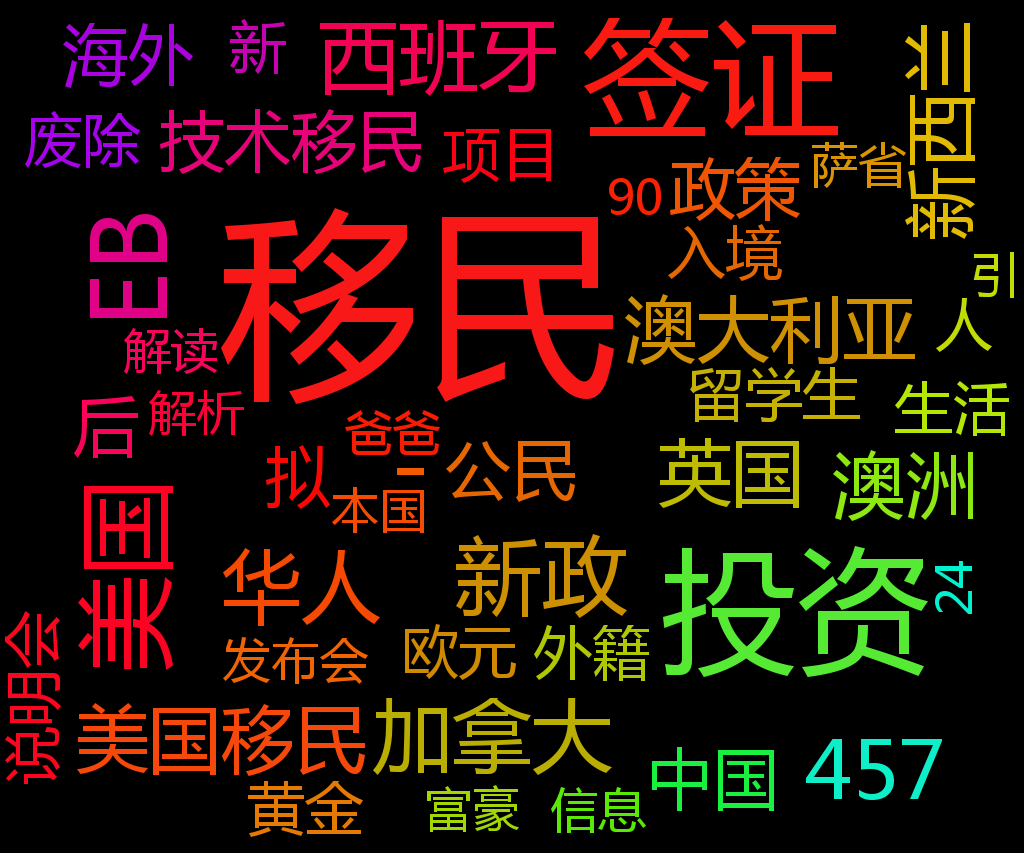 海外
新
西班牙
签证
新西兰
废除
技术移民
项目
萨省
90
政策
EB
移民
入境
引
人
澳大利亚
解读
留学生
解析
后
爸爸
生活
拟
-
公民
英国
澳洲
本国
美国
华人
新政
投资
24
说明会
发布会
欧元
外籍
美国移民
加拿大
中国
457
黄金
富豪
信息